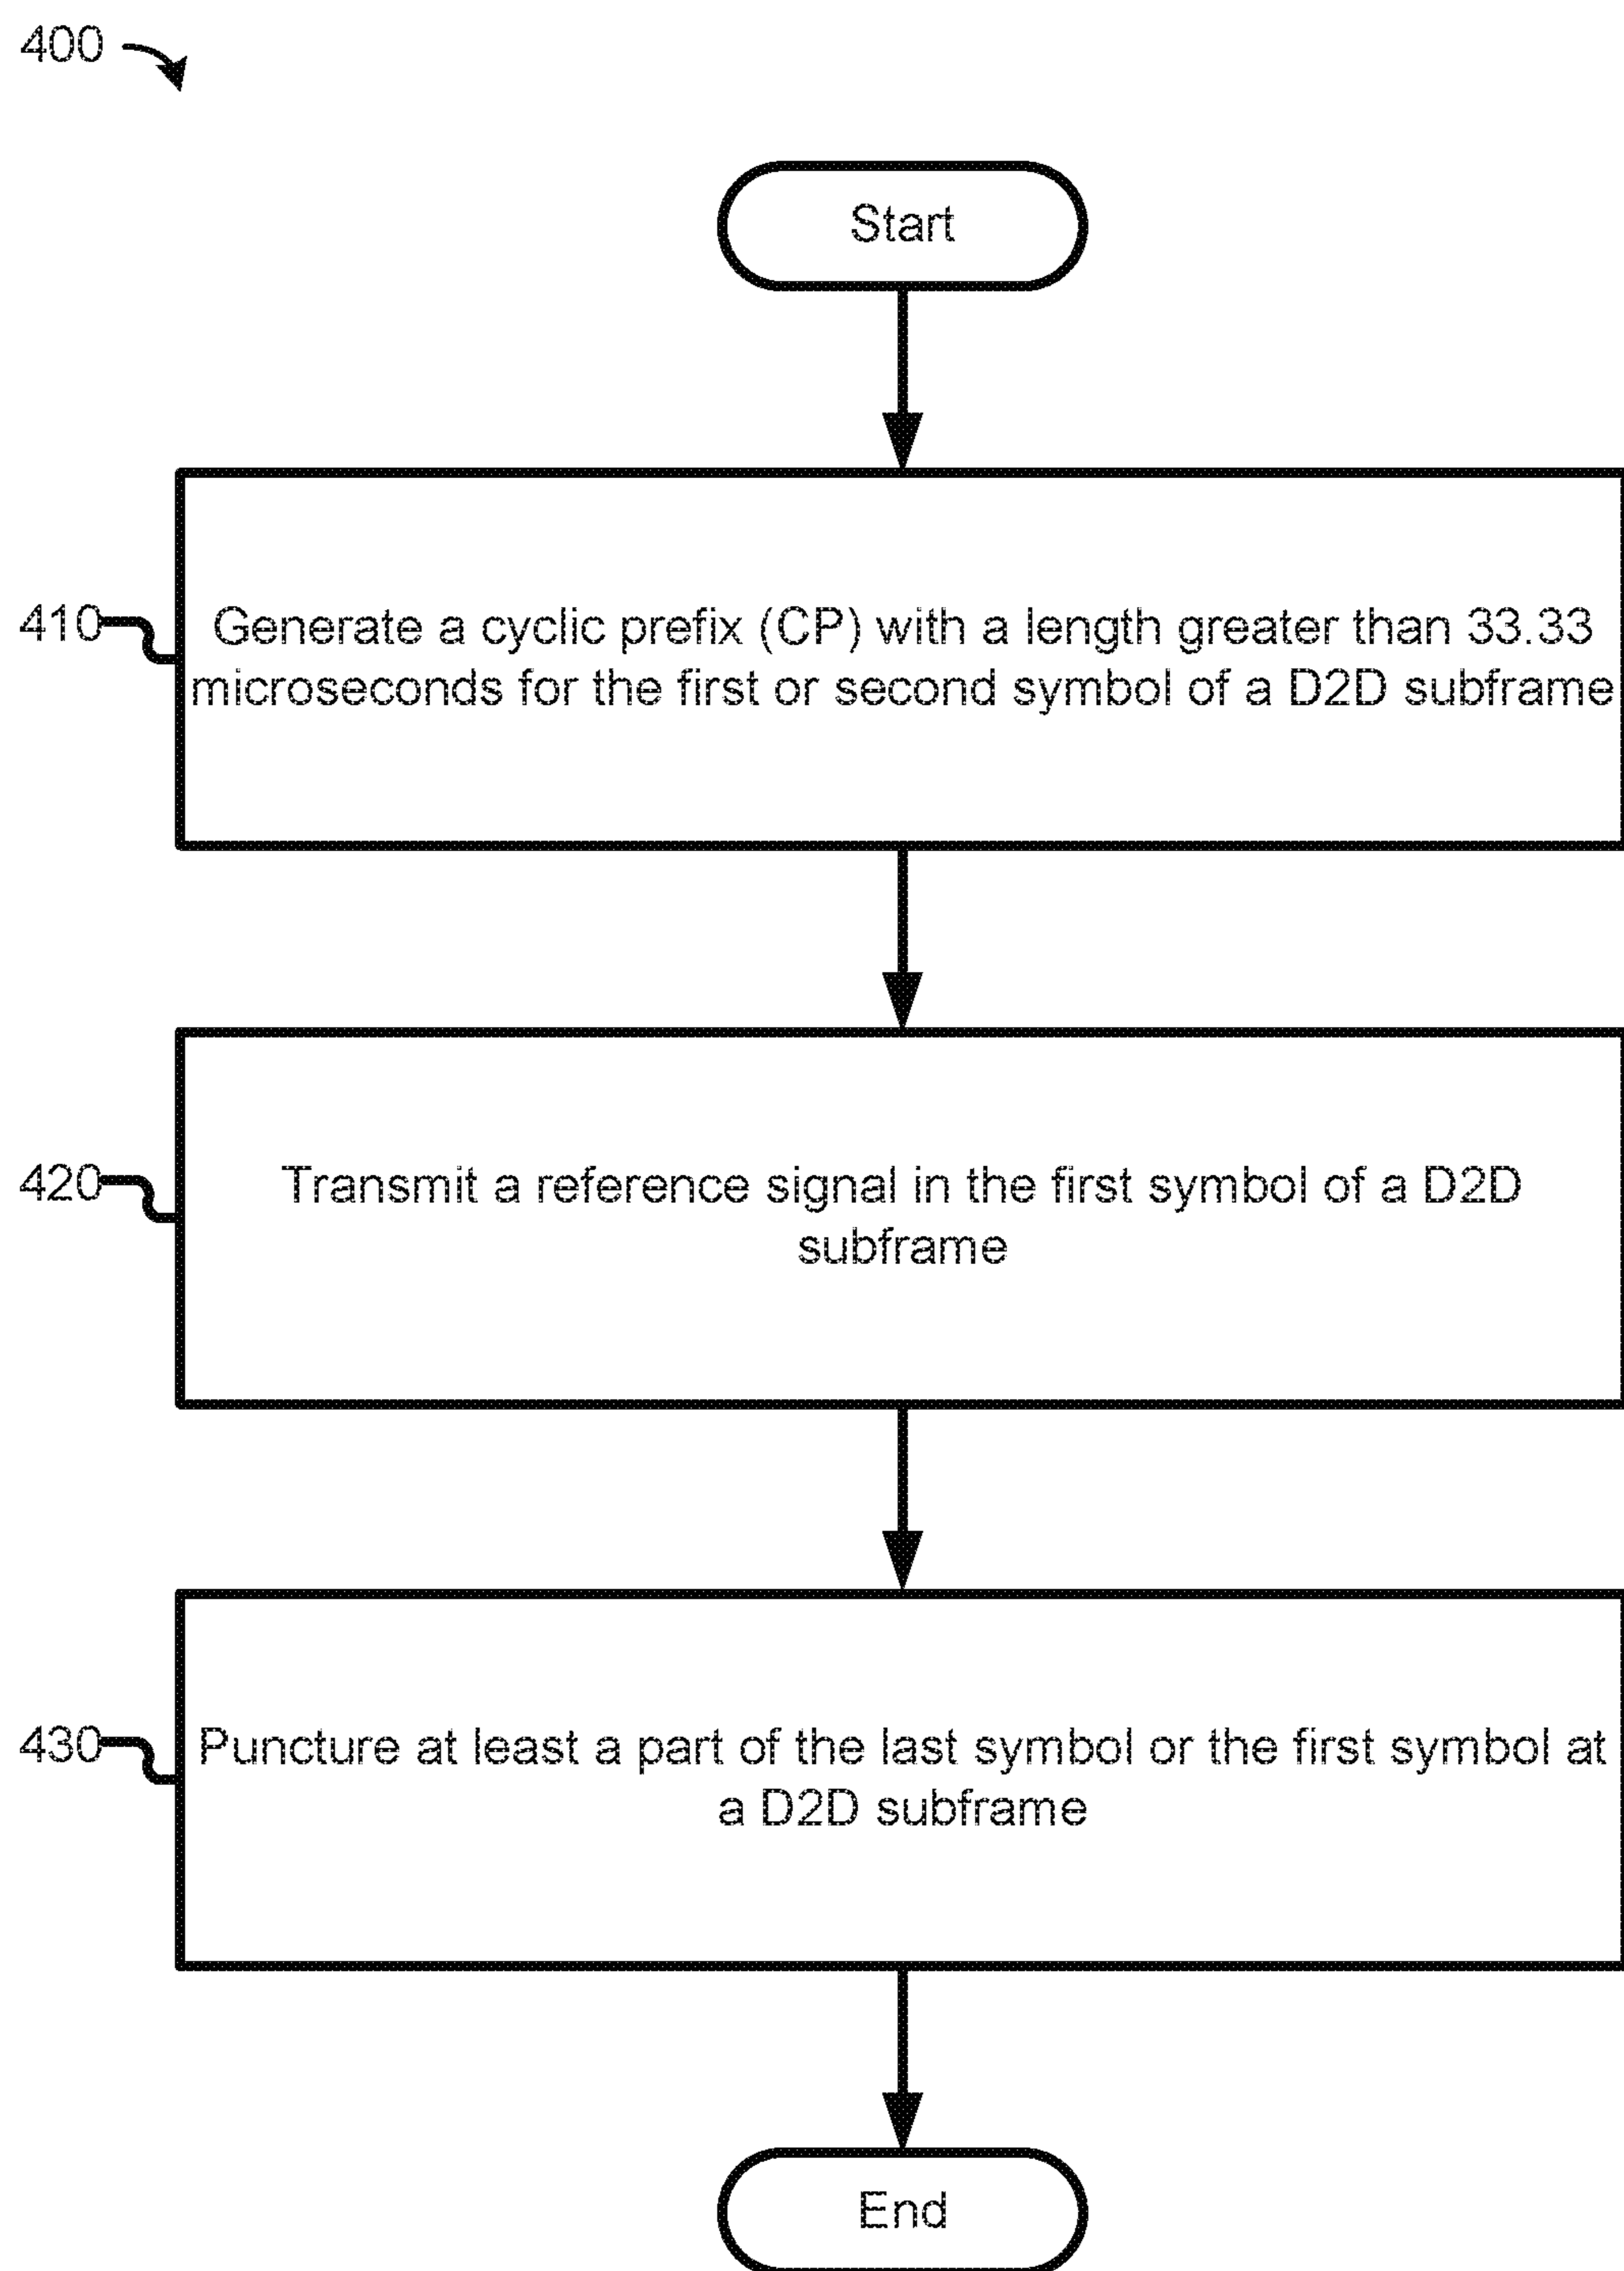 400
Start
410
Generate a cyclic prefix (CP) with a length greater than 33.33
microseconds for the first or second symbol of a D2D subframe
420
Transmit a reference signal in the first symbol of a D2D
subframe
430
Puncture at least a part of the last symbol or the first symbol at
a D2D subframe
End